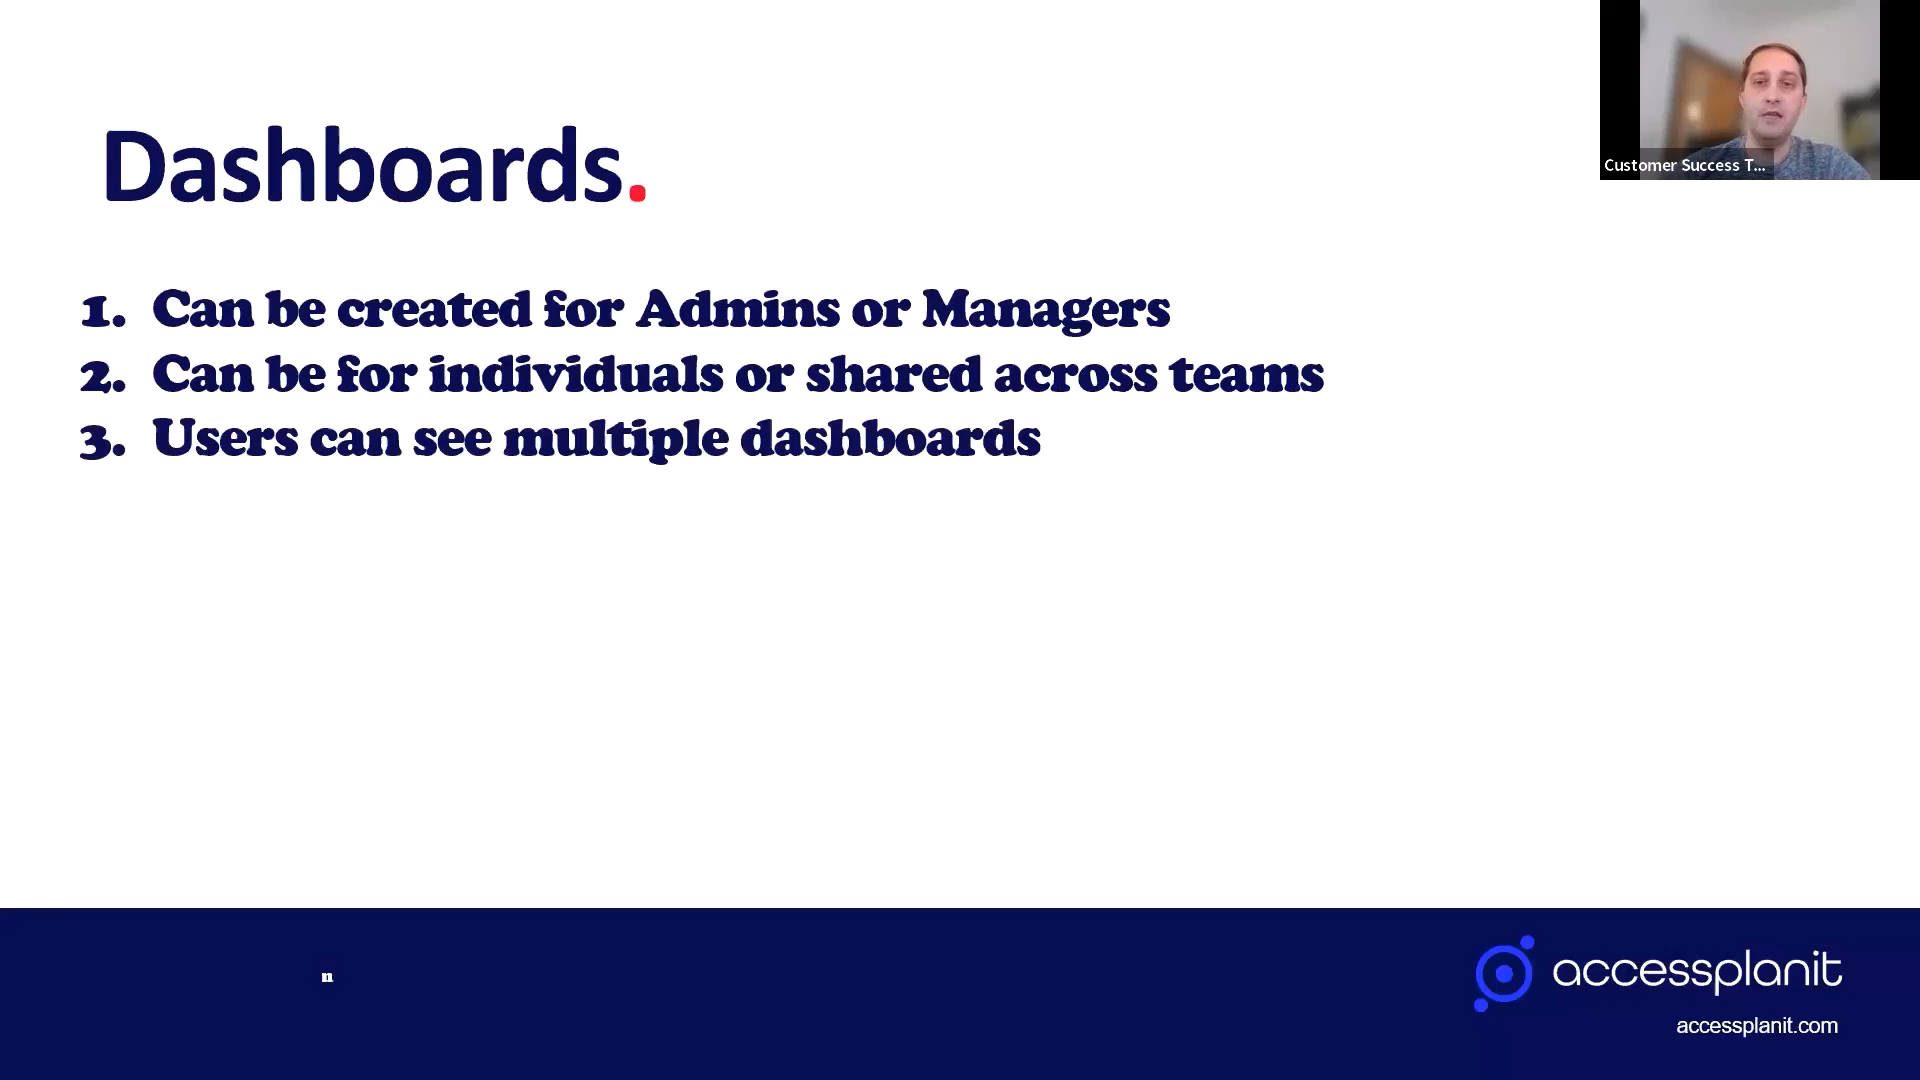 Customer Success T...
Dashboards.
1. Can be created for Admins or Managers
2. Can be for individuals or shared across teams
3. Users can see multiple dashboards
n
accessplanit
accessplanit.com